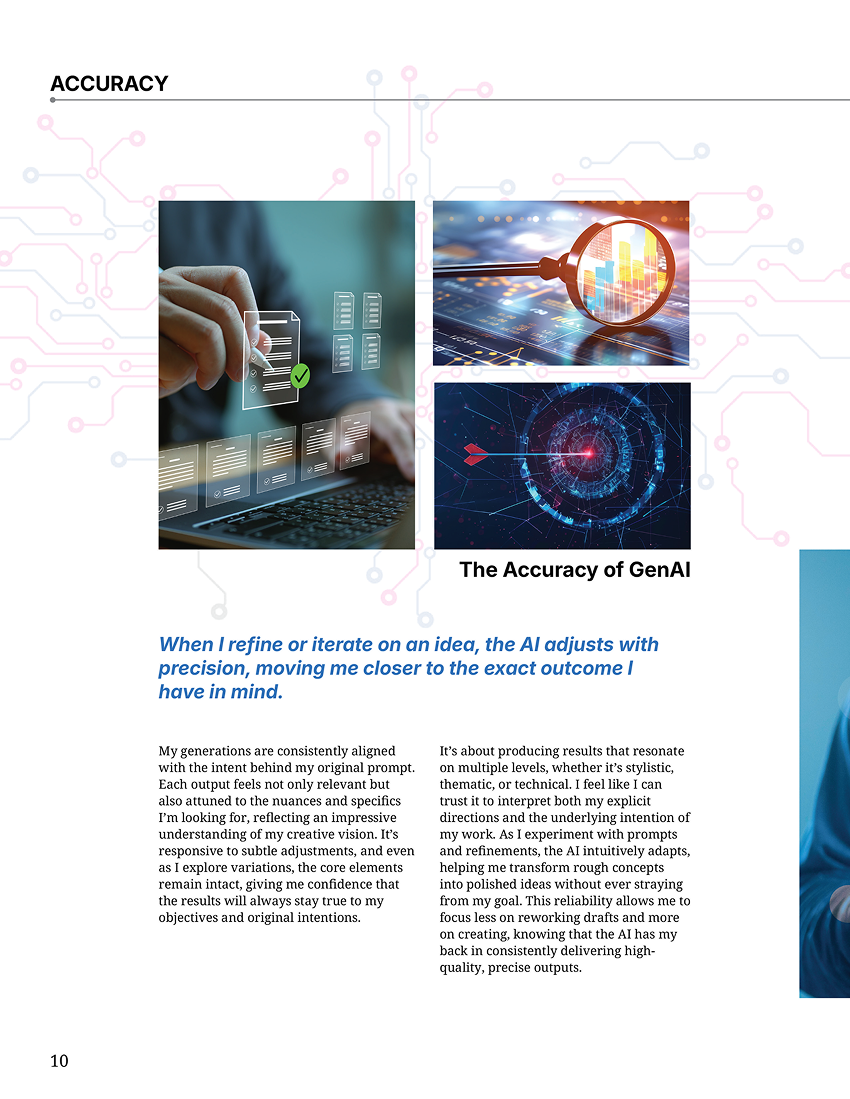 ACCURACY
The Accuracy of GenAI
When I refine or iterate on an idea, the AI adjusts with
precision, moving me closer to the exact outcome I
have in mind.
My generations are consistently aligned
with the intent behind my original prompt.
Each output feels not only relevant but
also attuned to the nuances and specifics
I’m looking for, reflecting an impressive
understanding of my creative vision. It’s
responsive to subtle adjustments, and even
as I explore variations, the core elements
remain intact, giving me confidence that
the results will always stay true to my
objectives and original intentions.
It’s about producing results that resonate
on multiple levels, whether it’s stylistic,
thematic, or technical. I feel like I can
trust it to interpret both my explicit
directions and the underlying intention of
my work. As I experiment with prompts
and refinements, the AI intuitively adapts,
helping me transform rough concepts
into polished ideas without ever straying
from my goal. This reliability allows me to
focus less on reworking drafts and more
on creating, knowing that the AI has my
back in consistently delivering high-
quality, precise outputs.
10